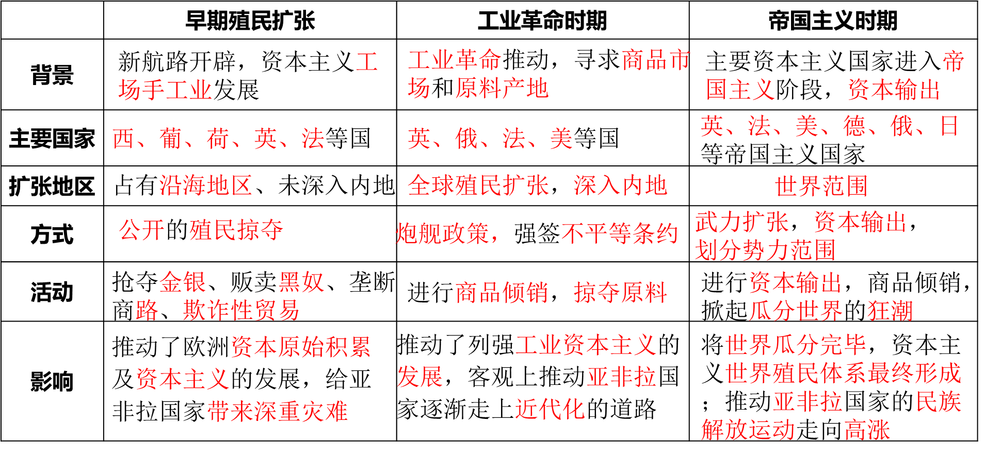 早期殖民扩张
工业革命时期
帝国主义时期
背景
新航路开辟，资本主义工
场手工业发展
工业革命推动，寻求商品市
场和原料产地
主要资本主义国家进入帝
国主义阶段，资本输出
主要国家
西、葡、荷、英、法等国
英、俄、法、美等国
英、法、美、德、俄、日
等帝国主义国家
扩张地区
占有沿海地区、未深入内地
全球殖民扩张，深入内地
世界范围
方式
公开的殖民掠夺
炮舰政策，强签不平等条约
武力扩张，资本输出，
划分势力范围
活动
抢夺金银、贩卖黑奴、垄断
商路、欺诈性贸易
进行商品倾销，掠夺原料
进行资本输出，商品倾销，
掀起瓜分世界的狂潮
影响
推动了欧洲资本原始积累
及资本主义的发展，给亚
非拉国家带来深重灾难
推动了列强工业资本主义的
发展，客观上推动亚非拉国
家逐渐走上近代化的道路
将世界瓜分完毕，资本主
义世界殖民体系最终形成
；推动亚非拉国家的民族
解放运动走向高涨